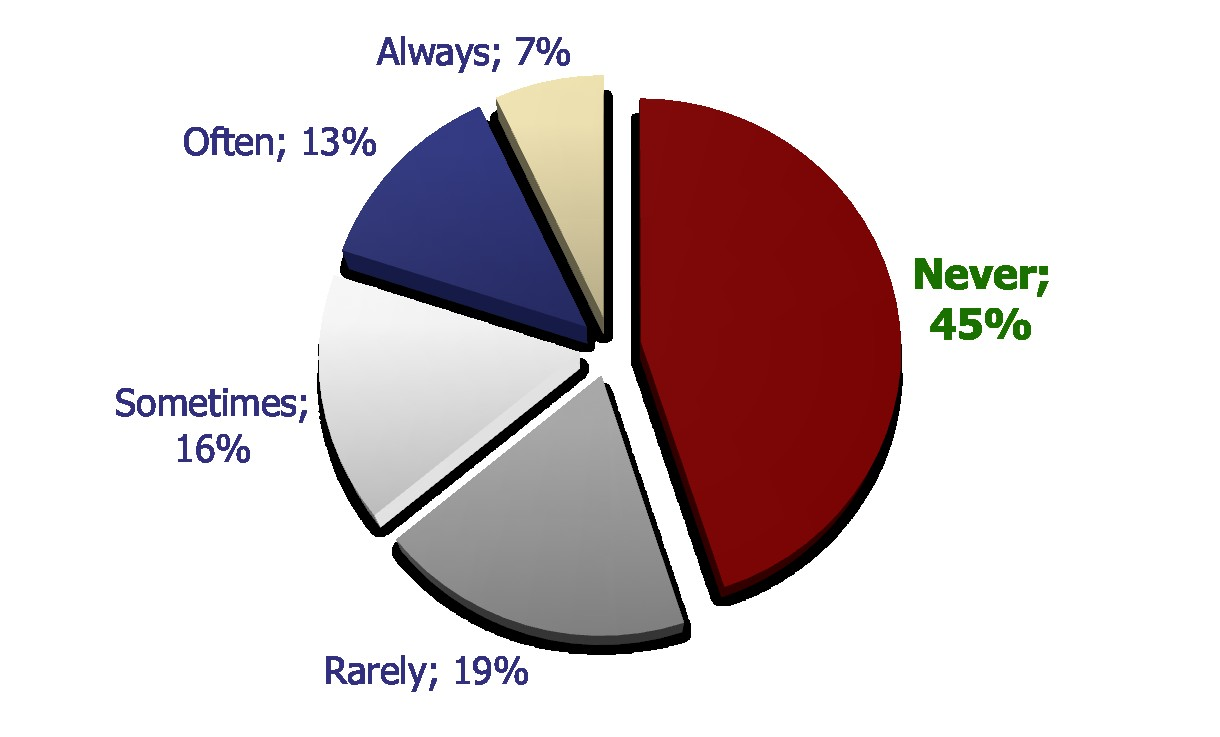 Always; 7%
Often; 13%
Never;
45%
Sometimes;
16%
Rarely; 19%